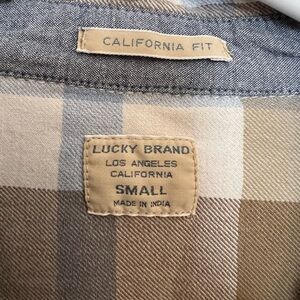 CALIFORNIA FIT
LUCKY BRAND
LOS ANGELES
CALIFORNIA
SMALL
MADE IN INDIA